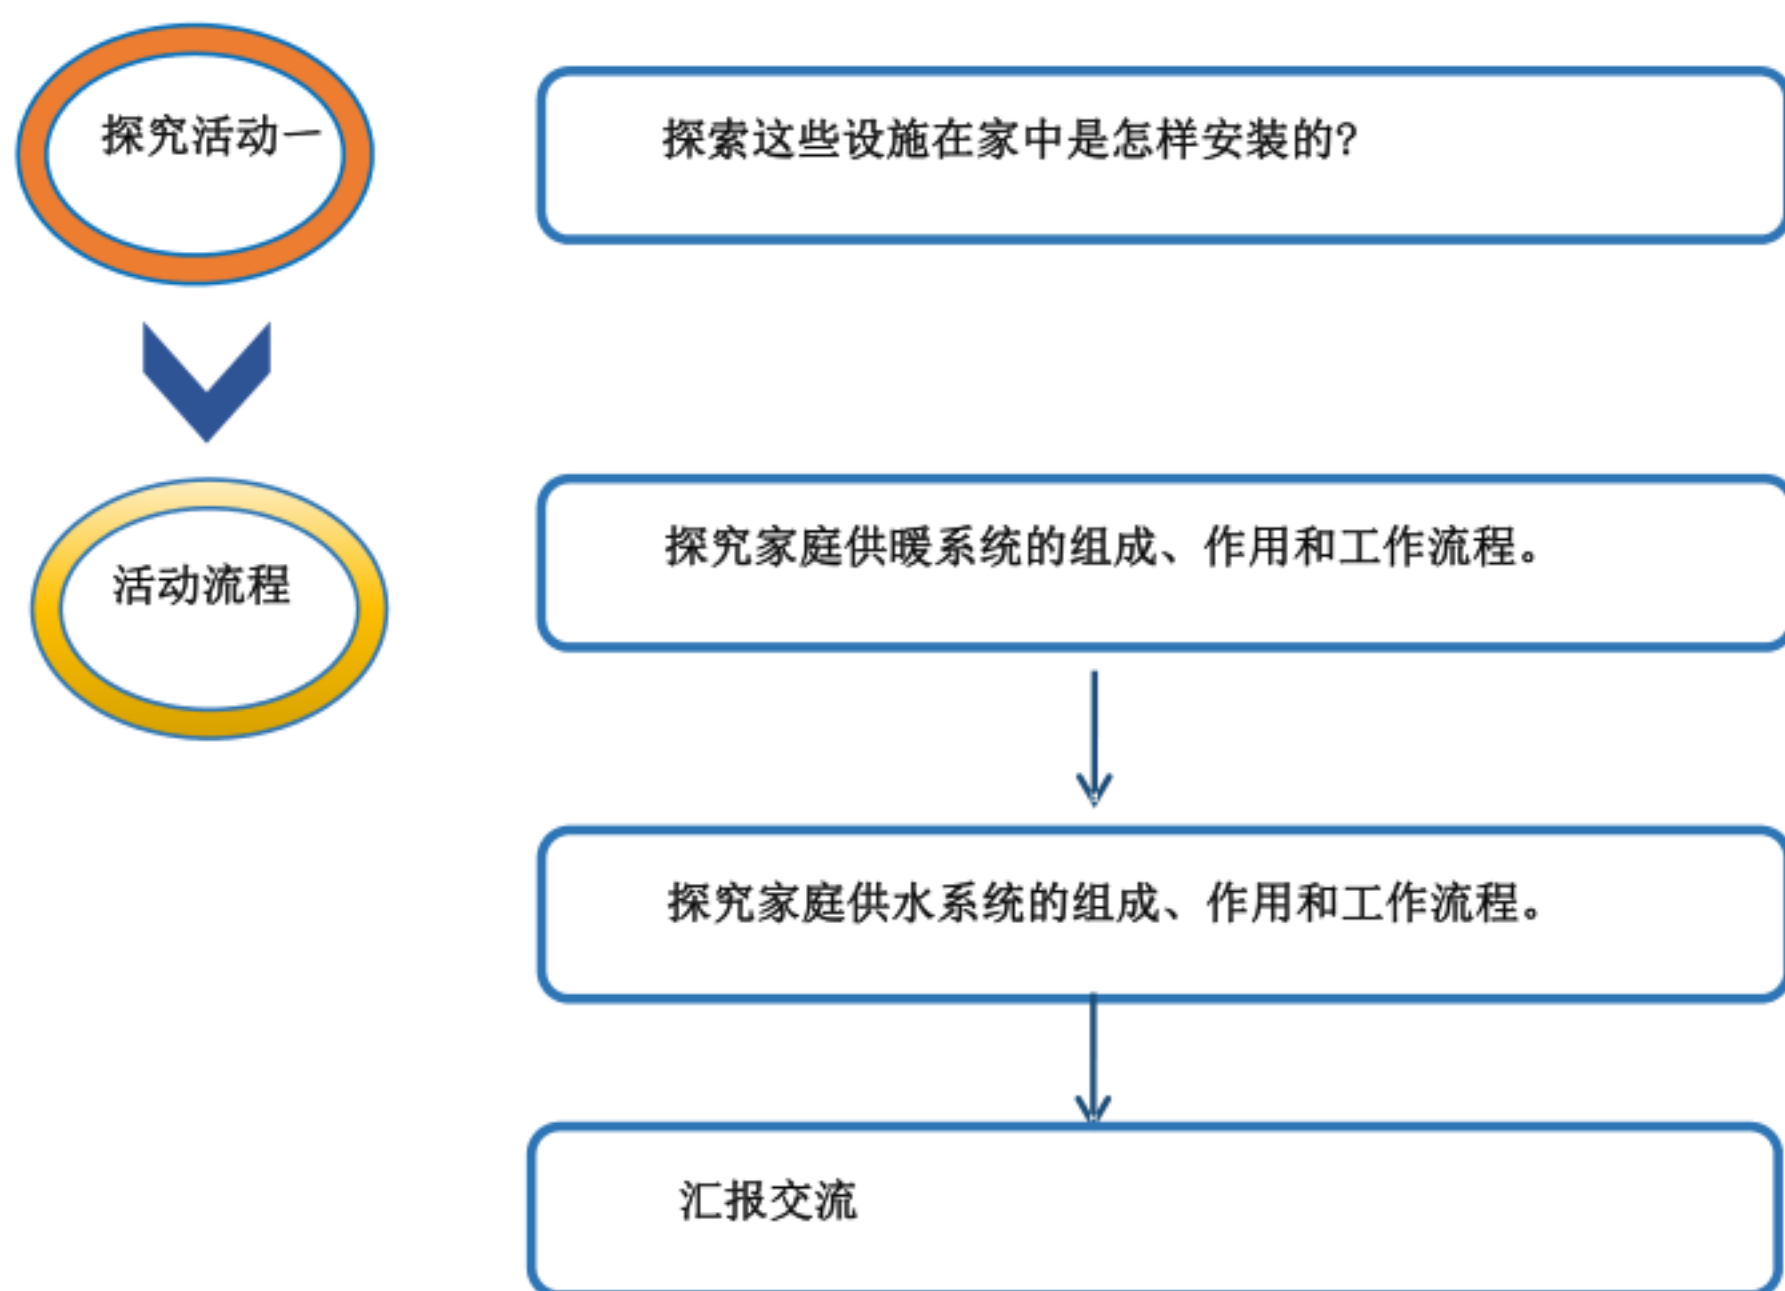 探究活动一
探索这些设施在家中是怎样安装的?
活动流程
探究家庭供暖系统的组成、作用和工作流程。
探究家庭供水系统的组成、作用和工作流程。
汇报交流